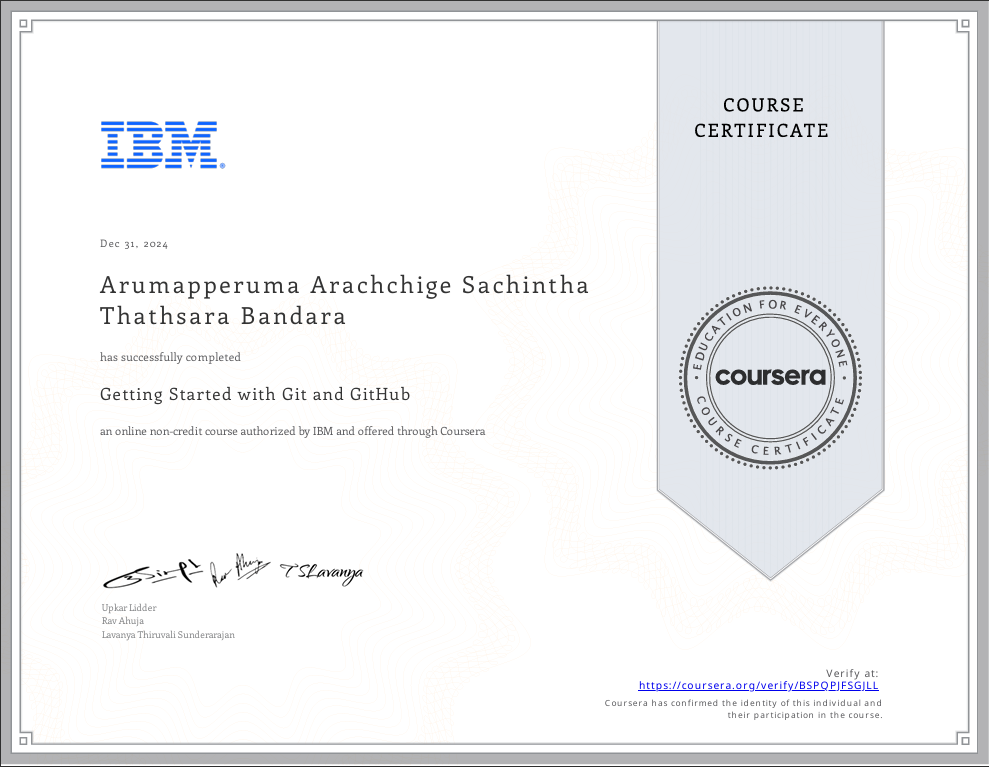 COURSE
CERTIFICATE
IBM®
Dec 31, 2024
Arumapperuma Arachchige Sachintha
Thathsara Bandara
has successfully completed
Getting Started with Git and GitHub
an online non-credit course authorized by IBM and offered through Coursera
EDUCATION FOR EVERYONE
coursera
COURSE CERTIFICATE
TSLavanya
Upkar Lidder
Rav Ahuja
Lavanya Thiruvali Sunderarajan
Verify at:
https://coursera.org/verify/BSPQPJFSGJLL
Coursera has confirmed the identity of this individual and
their participation in the course.